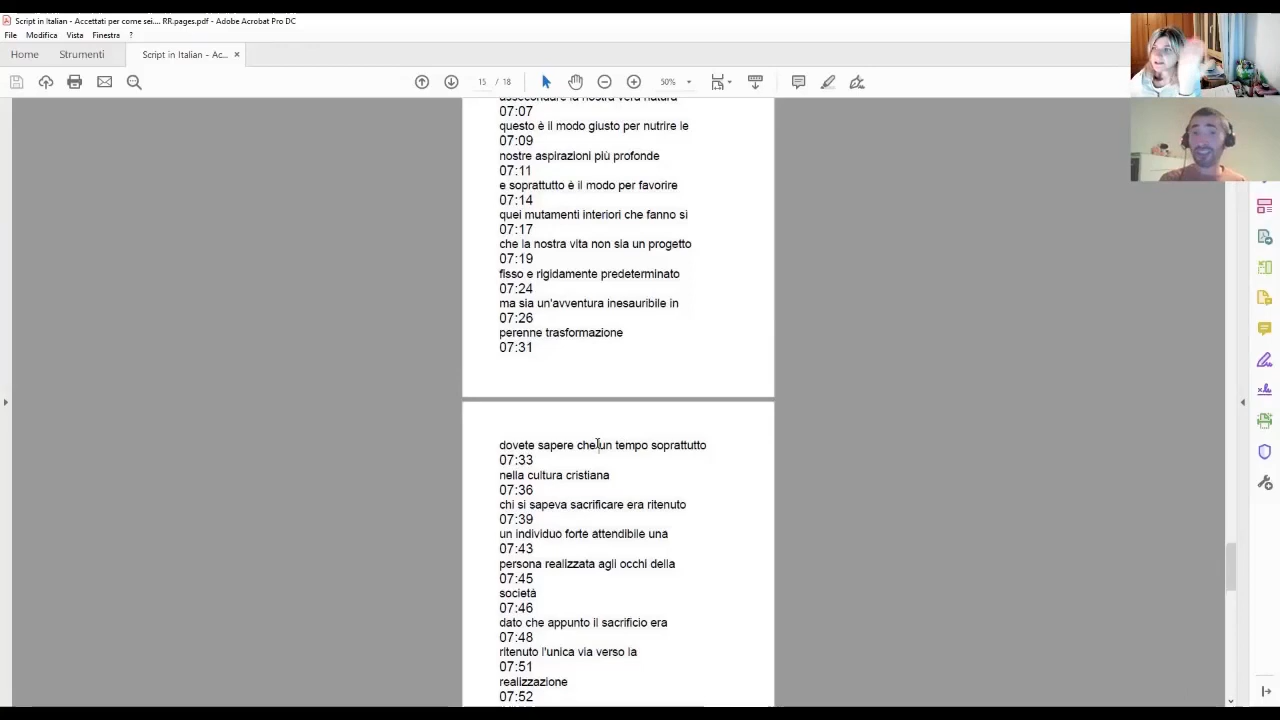 Script in Italian - Accettati per come sei.... RR.pages.pdf - Adobe Acrobat Pro DC
File Modifica Vista Finestra ?
Home Strumenti Script in Italian - Ac... ×
15 / 18 50%
assecondare la nostra vera natura
07:07
questo è il modo giusto per nutrire le
07:09
nostre aspirazioni più profonde
07:11
e soprattutto è il modo per favorire
07:14
quei mutamenti interiori che fanno sì
07:17
che la nostra vita non sia un progetto
07:19
fisso e rigidamente predeterminato
07:24
ma sia un'avventura inesauribile in
07:26
perenne trasformazione
07:31
dovete sapere che un tempo soprattutto
07:33
nella cultura cristiana
07:36
chi si sapeva sacrificare era ritenuto
07:39
un individuo forte attendibile una
07:43
persona realizzata agli occhi della
07:45
società
07:46
dato che appunto il sacrificio era
07:48
ritenuto l'unica via verso la
07:51
realizzazione
07:52